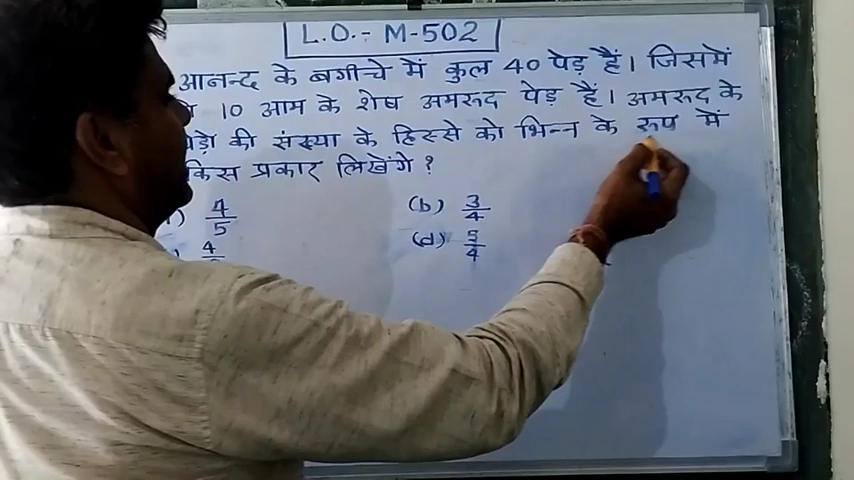 L.O.- M-502
आनन्द के बगीचे में कुल 40 पेड़ हैं। जिसमें
10 आम के शेष अमरूद पेड़ हैं। अमरूद के
की संख्या के हिस्से को भिन्न के रूप में
किस प्रकार लिखेंगे ?
4/5 (b) 3/4
(d) 5/4